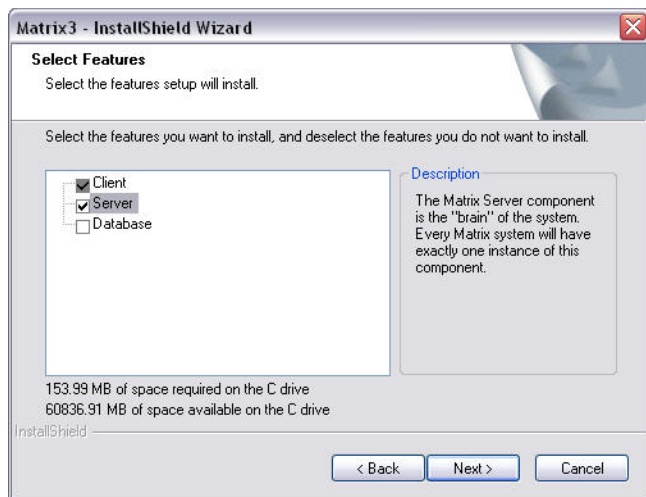 Matrix3 - InstallShield Wizard
Select Features
Select the features setup will install.
Select the features you want to install, and deselect the features you do not want to install.
Client
Server
Database
Description
The Matrix Server component
is the "brain" of the system.
Every Matrix system will have
exactly one instance of this
component.
153.99 MB of space required on the C drive
60836.91 MB of space available on the C drive
InstallShield
< Back
Next >
Cancel